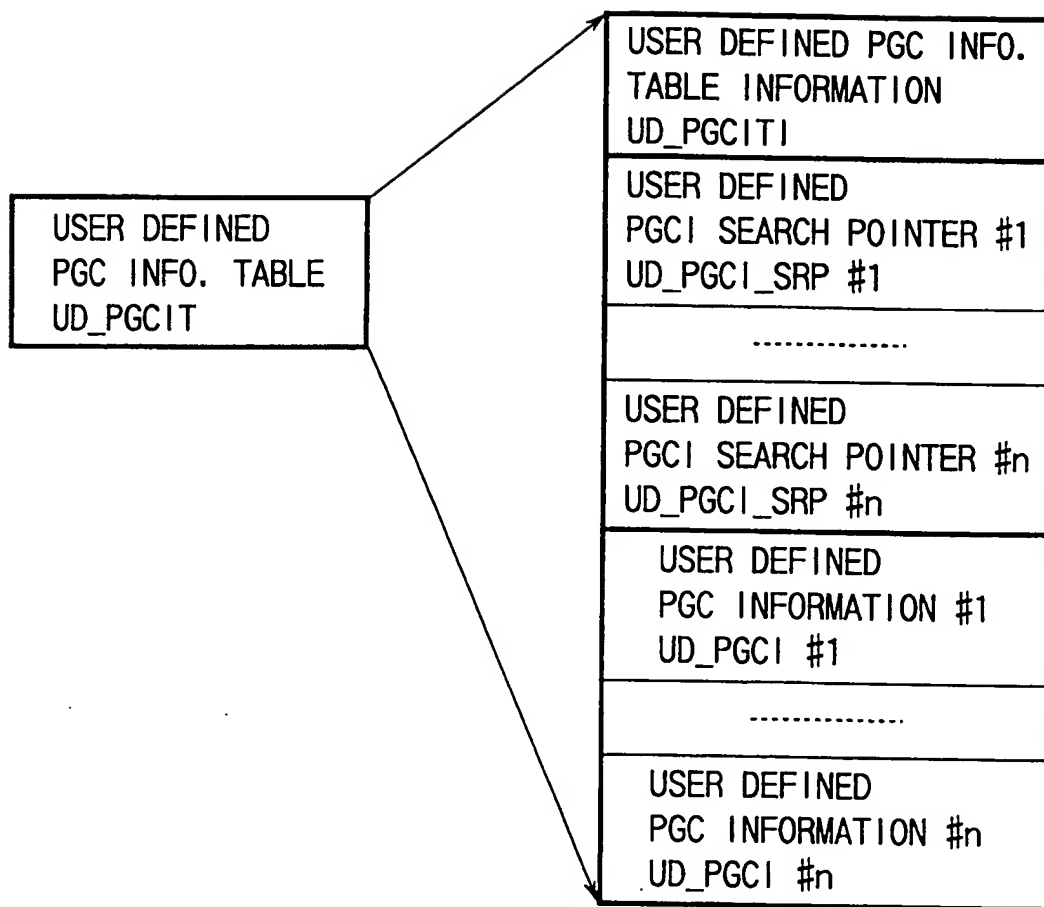 USER DEFINED
PGC INFO. TABLE
UD_PGCIT
USER DEFINED PGC INFO.
TABLE INFORMATION
UD_PGCITI
USER DEFINED
PGCI SEARCH POINTER #1
UD_PGCI_SRP #1
---------------
USER DEFINED
PGCI SEARCH POINTER #n
UD_PGCI_SRP #n
USER DEFINED
PGC INFORMATION #1
UD_PGCI #1
---------------
USER DEFINED
PGC INFORMATION #n
UD_PGCI #n